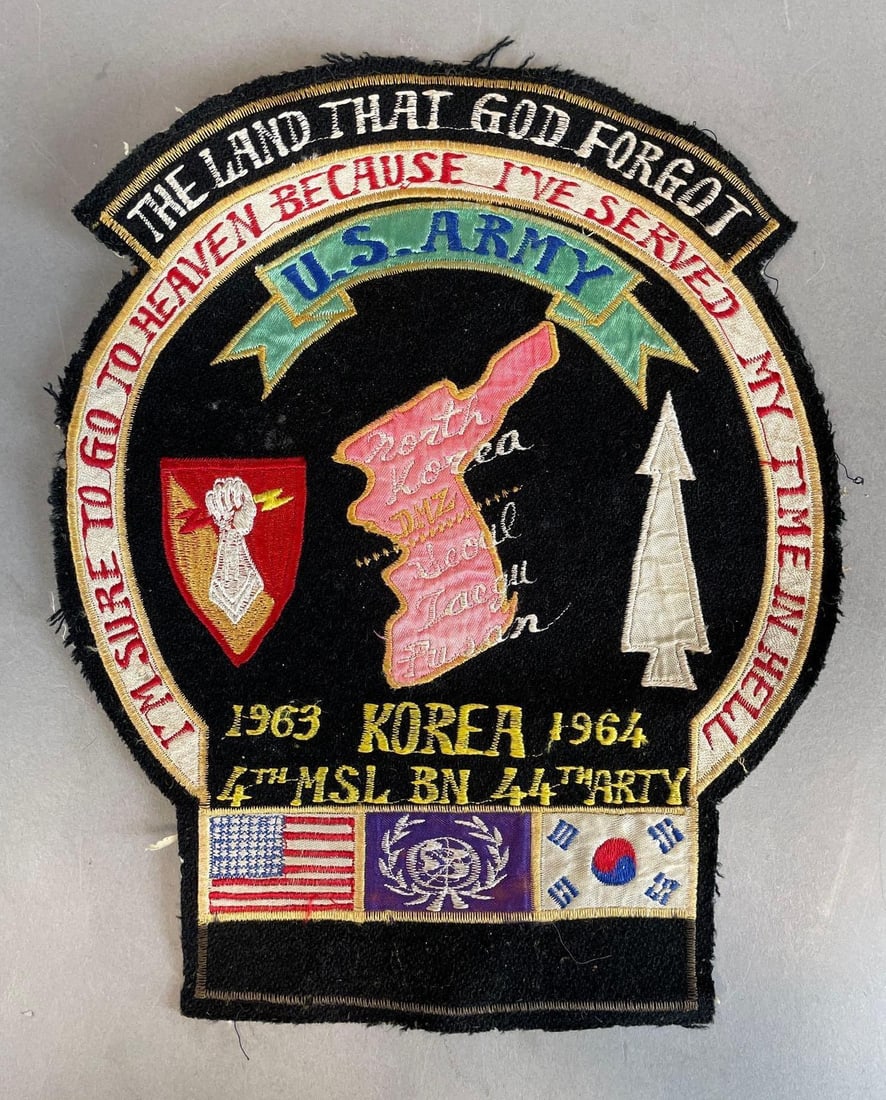 THE LAND THAT GOD FORGOT
I'M SURE TO GO TO HEAVEN BECAUSE I'VE SERVED MY TIME IN HELL
U.S. ARMY
North
Korea
DMZ
Seoul
Taegu
Pusan
1963 KOREA 1964
4TH MSL BN 44TH ARTY